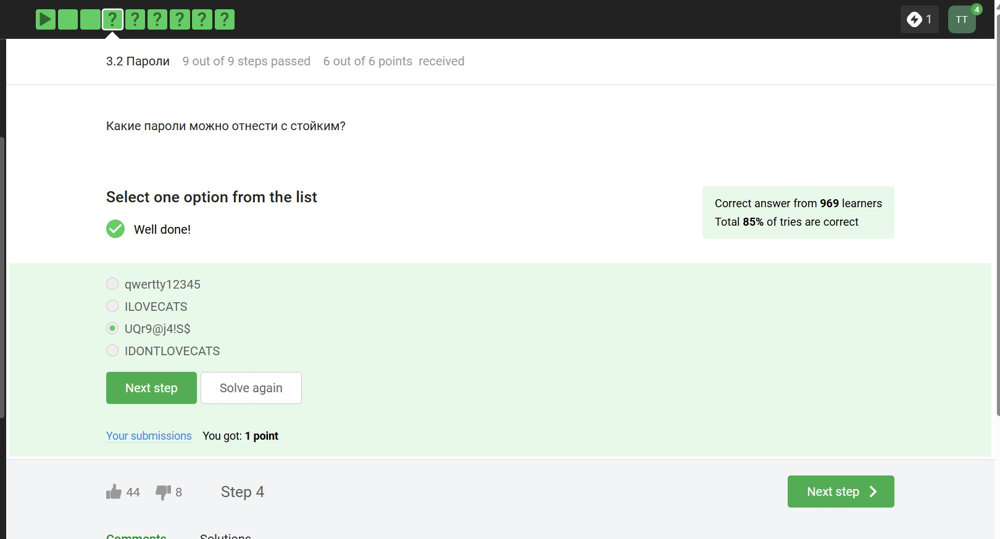 ? ? ? ? ? ?
1
TT
4
3.2 Пароли 9 out of 9 steps passed 6 out of 6 points received
Какие пароли можно отнести с стойким?
Select one option from the list
Well done!
Correct answer from 969 learners
Total 85% of tries are correct
qwertty12345
ILOVECATS
UQr9@j4!S$
IDONTLOVECATS
Next step
Solve again
Your submissions You got: 1 point
44 8 Step 4
Next step
Comments Solutions